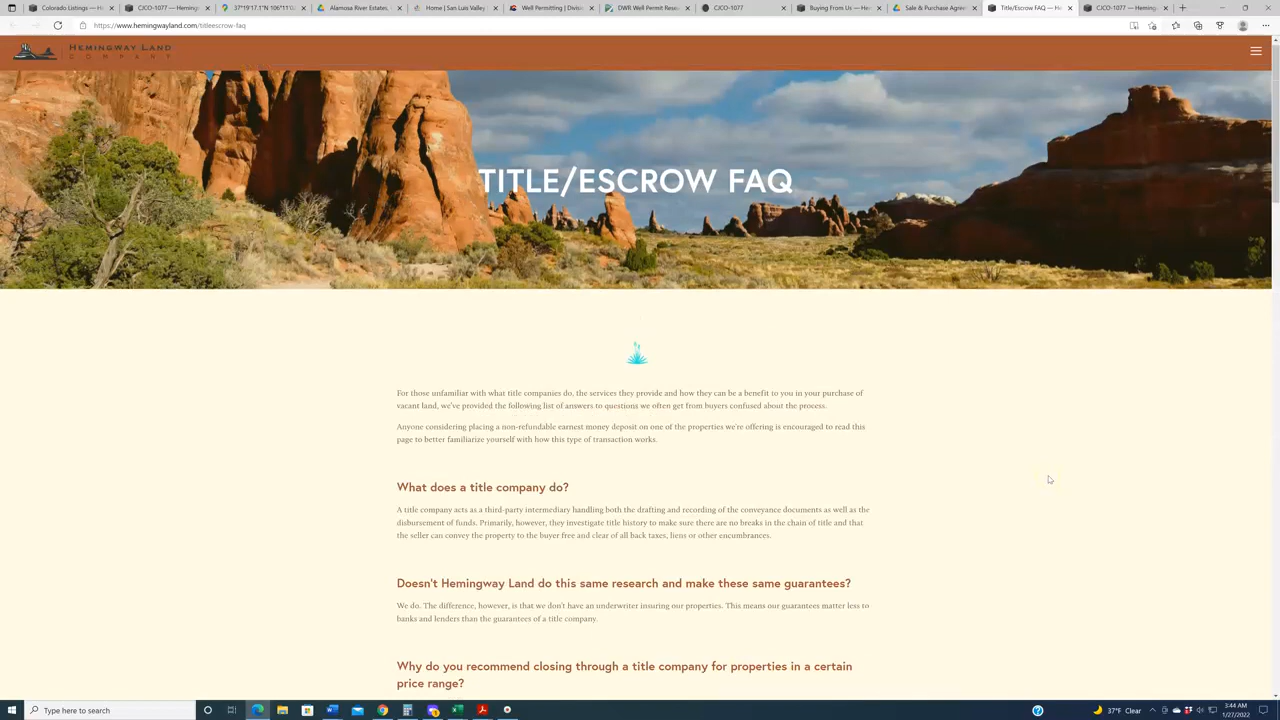 Colorado Listings — H
CICO-1077 — Heming
37°19'17.1"N 106°11'0
Alamosa River Estates,
Home | San Luis Valley
Well Permitting | Divisi
DWR Well Permit Resea
CJCO-1077
Buying From Us — He
Sale & Purchase Agree
Title/Escrow FAQ — H
CJCO-1077 — Heming
https://www.hemingwayland.com/titleescrow-faq
HEMINGWAY LAND
COMPANY
TITLE/ESCROW FAQ
For those unfamiliar with what title companies do, the services they provide and how they can be a benefit to you in your purchase of
vacant land, we've provided the following list of answers to questions we often get from buyers confused about the process.
Anyone considering placing a non-refundable earnest money deposit on one of the properties we're offering is encouraged to read this
page to better familiarize yourself with how this type of transaction works.
What does a title company do?
A title company acts as a third-party intermediary handling both the drafting and recording of the conveyance documents as well as the
disbursement of funds. Primarily, however, they investigate title history to make sure there are no breaks in the chain of title and that
the seller can convey the property to the buyer free and clear of all back taxes, liens or other encumbrances.
Doesn't Hemingway Land do this same research and make these same guarantees?
We do. The difference, however, is that we don't have an underwriter insuring our properties. This means our guarantees matter less to
banks and lenders than the guarantees of a title company.
Why do you recommend closing through a title company for properties in a certain
price range?
Type here to search
37°F Clear
3:44 AM
1/27/2022